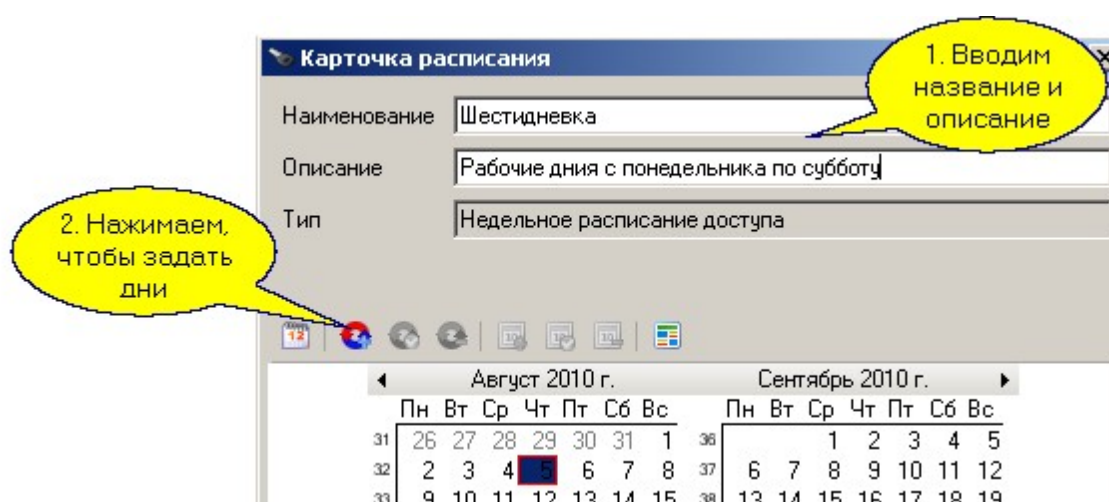 Карточка расписания
1. Вводим
название и
описание
Наименование Шестидневка
Описание Рабочие дния с понедельника по субботу
Тип Недельное расписание доступа
2. Нажимаем,
чтобы задать
дни
12
Август 2010 г. Сентябрь 2010 г.
Пн Вт Ср Чт Пт Сб Вс Пн Вт Ср Чт Пт Сб Вс
31 26 27 28 29 30 31 1 36 1 2 3 4 5
32 2 3 4 5 6 7 8 37 6 7 8 9 10 11 12
33 9 10 11 12 13 14 15 38 13 14 15 16 17 18 19